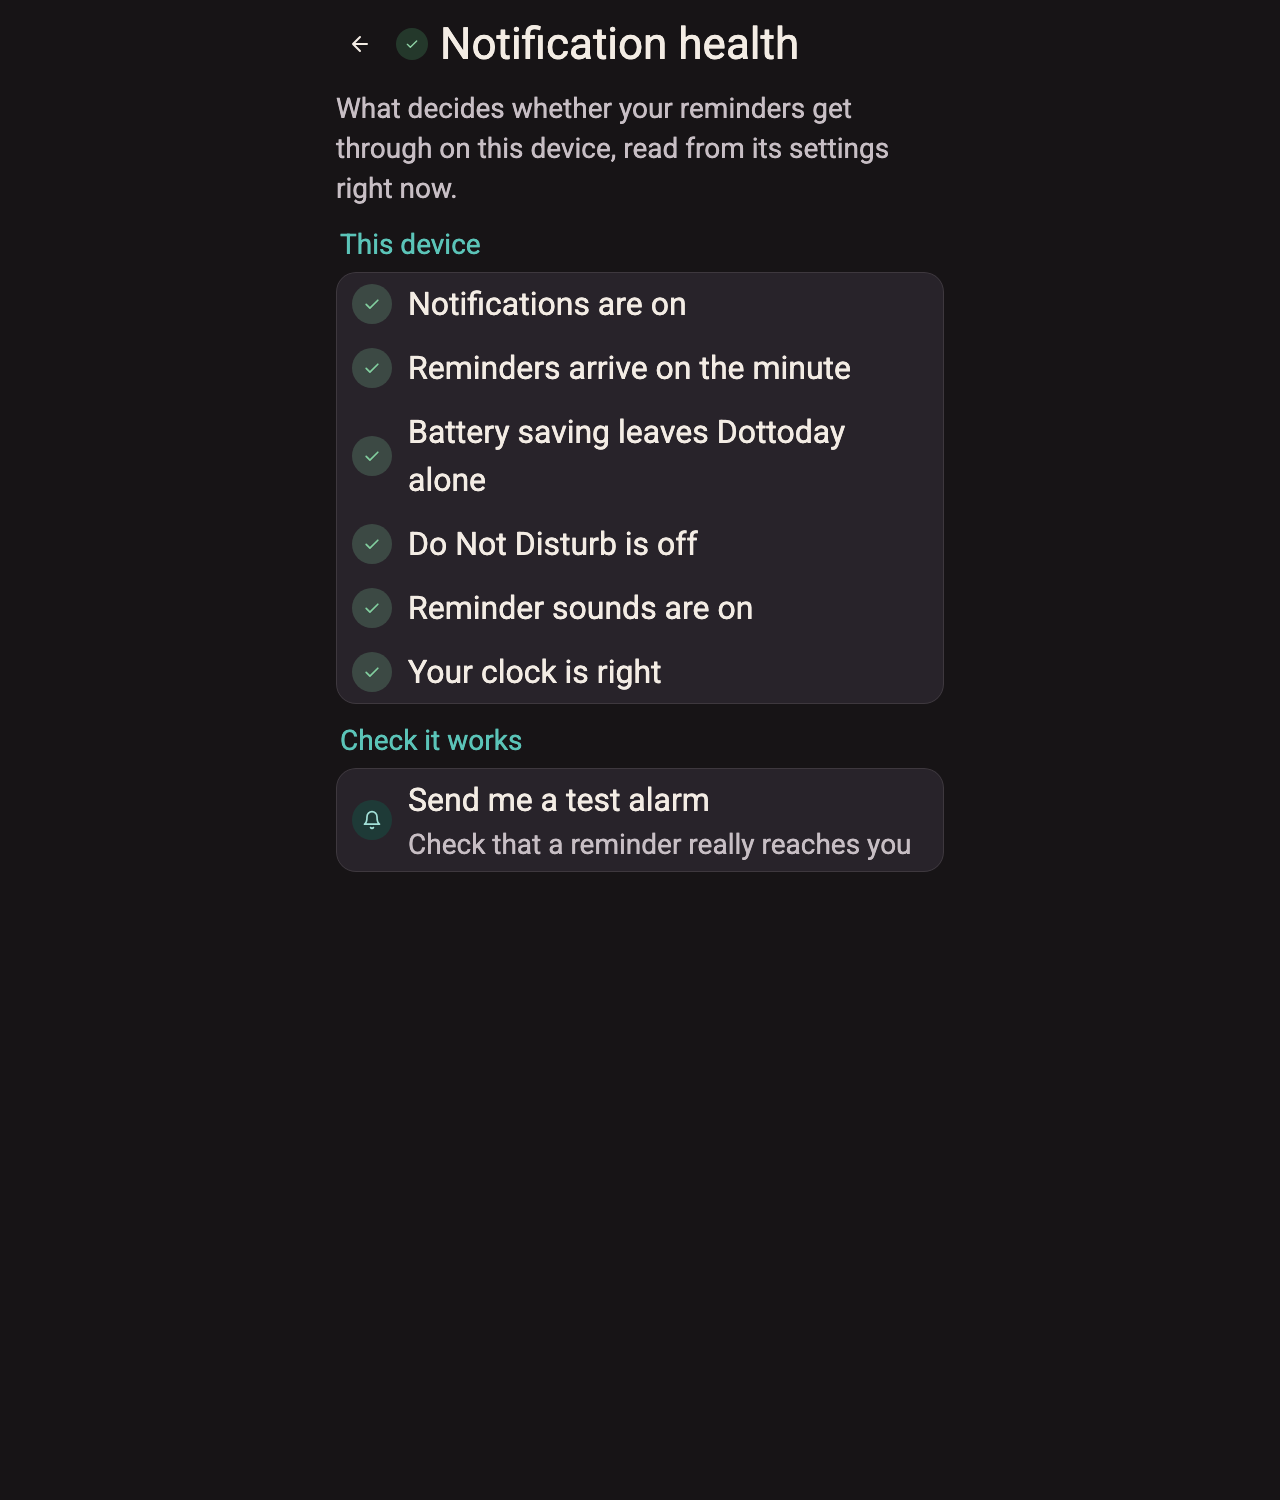 Notification health
What decides whether your reminders get
through on this device, read from its settings
right now.
This device
Notifications are on
Reminders arrive on the minute
Battery saving leaves Dottoday
alone
Do Not Disturb is off
Reminder sounds are on
Your clock is right
Check it works
Send me a test alarm
Check that a reminder really reaches you